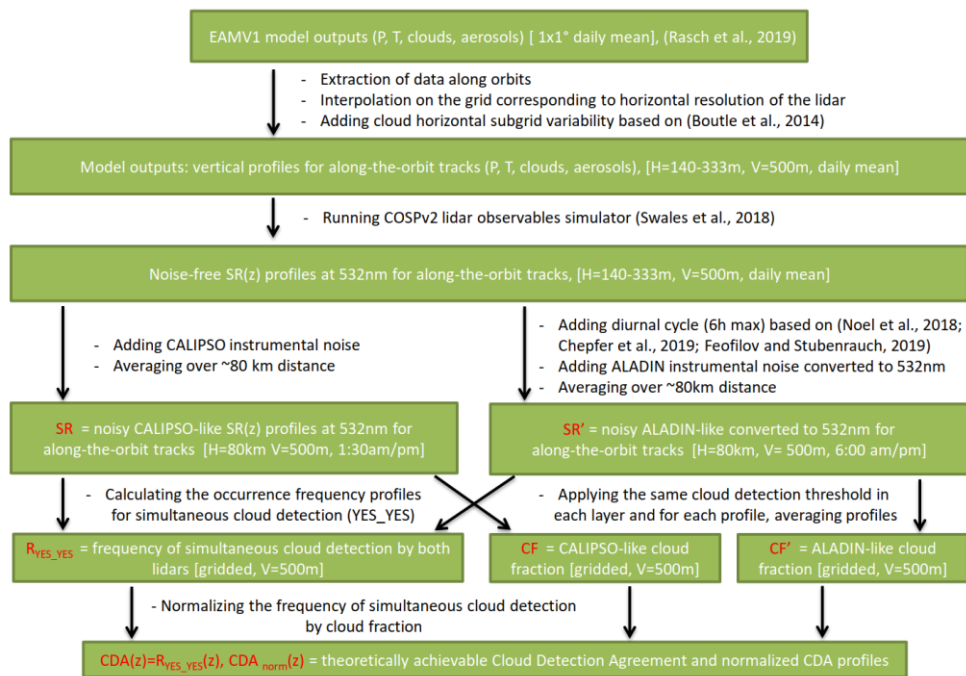 EAMV1 model outputs (P, T, clouds, aerosols) [ 1x1° daily mean], (Rasch et al., 2019)
- Extraction of data along orbits
- Interpolation on the grid corresponding to horizontal resolution of the lidar
- Adding cloud horizontal subgrid variability based on (Boutle et al., 2014)
Model outputs: vertical profiles for along-the-orbit tracks (P, T, clouds, aerosols), [H=140-333m, V=500m, daily mean]
- Running COSPv2 lidar observables simulator (Swales et al., 2018)
Noise-free SR(z) profiles at 532nm for along-the-orbit tracks, [H=140-333m, V=500m, daily mean]
- Adding CALIPSO instrumental noise
- Averaging over ~80 km distance
- Adding diurnal cycle (6h max) based on (Noel et al., 2018;
Chepfer et al., 2019; Feofilov and Stubenrauch, 2019)
- Adding ALADIN instrumental noise converted to 532nm
- Averaging over ~80km distance
SR = noisy CALIPSO-like SR(z) profiles at 532nm for
along-the-orbit tracks [H=80km V=500m, 1:30am/pm]
SR’ = noisy ALADIN-like converted to 532nm for
along-the-orbit tracks [H=80km, V= 500m, 6:00 am/pm]
- Calculating the occurrence frequency profiles
for simultaneous cloud detection (YES_YES)
- Applying the same cloud detection threshold in
each layer and for each profile, averaging profiles
RYES_YES = frequency of simultaneous cloud detection by both
lidars [gridded, V=500m]
CF = CALIPSO-like cloud
fraction [gridded, V=500m]
CF’ = ALADIN-like cloud
fraction [gridded, V=500m]
- Normalizing the frequency of simultaneous cloud detection
by cloud fraction
CDA(z)=RYES_YES(z), CDA norm(z) = theoretically achievable Cloud Detection Agreement and normalized CDA profiles